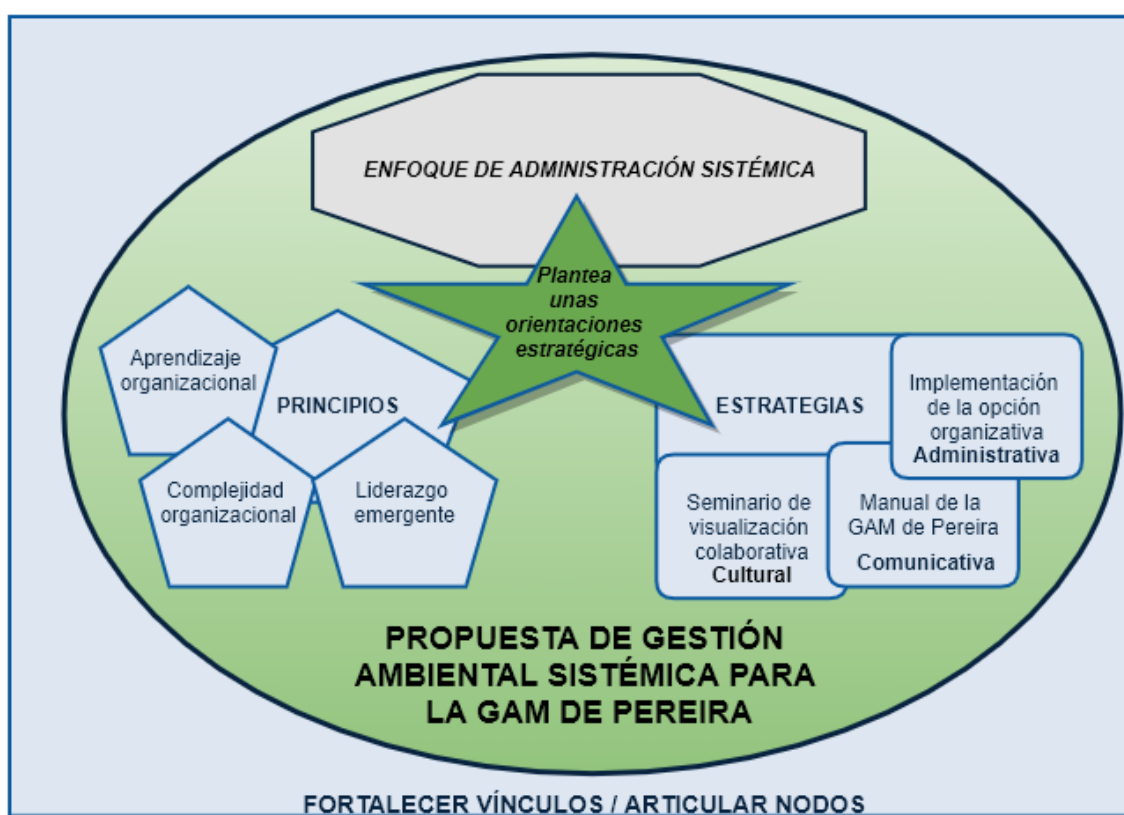 ENFOQUE DE ADMINISTRACIÓN SISTÉMICA
Plantea
unas
orientaciones
estratégicas
Aprendizaje
organizacional
PRINCIPIOS
Complejidad
organizacional
Liderazgo
emergente
ESTRATEGIAS
Implementación
de la opción
organizativa
Administrativa
Seminario de
visualización
colaborativa
Cultural
Manual de la
GAM de Pereira
Comunicativa
PROPUESTA DE GESTIÓN
AMBIENTAL SISTÉMICA PARA
LA GAM DE PEREIRA
FORTALECER VÍNCULOS / ARTICULAR NODOS